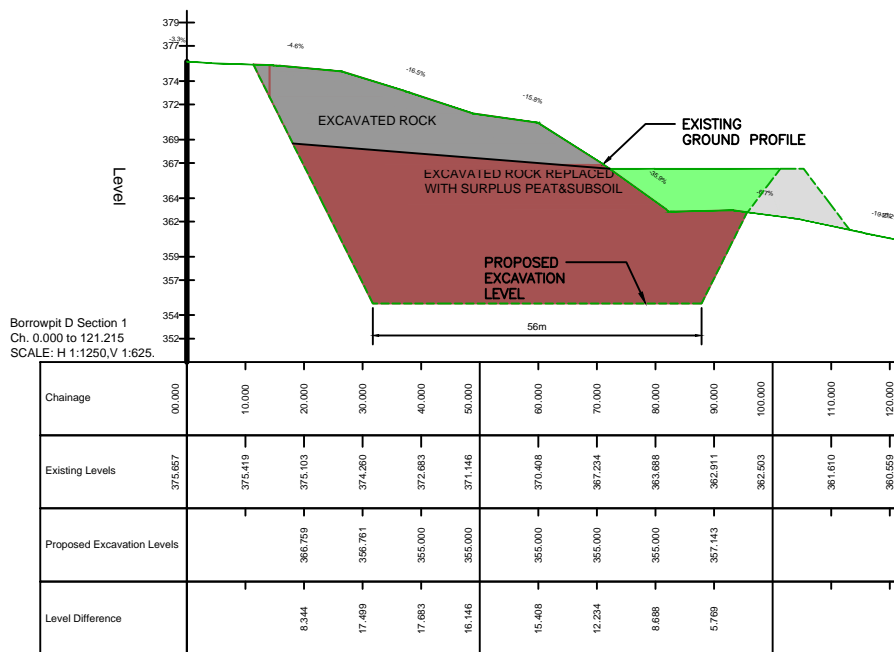 379
377
374
372
369
367
364
362
359
357
354
352
Level
-3.3%
-4.6%
-16.5%
-15.8%
-35.9%
-6.7%
EXCAVATED ROCK
EXISTING
GROUND PROFILE
EXCAVATED ROCK REPLACED
WITH SURPLUS PEAT&SUBSOIL
PROPOSED
EXCAVATION
LEVEL
56m
Borrowpit D Section 1
Ch. 0.000 to 121.215
SCALE: H 1:1250,V 1:625.
Chainage 00.000 10.000 20.000 30.000 40.000 50.000 60.000 70.000 80.000 90.000 100.000 110.000 120.000
Existing Levels 375.657 375.419 375.103 374.260 372.683 371.146 370.408 367.234 363.688 362.911 362.503 361.610 360.559
Proposed Excavation Levels 366.759 356.761 355.000 355.000 355.000 355.000 355.000 357.143
Level Difference 8.344 17.499 17.683 16.146 15.408 12.234 8.688 5.769